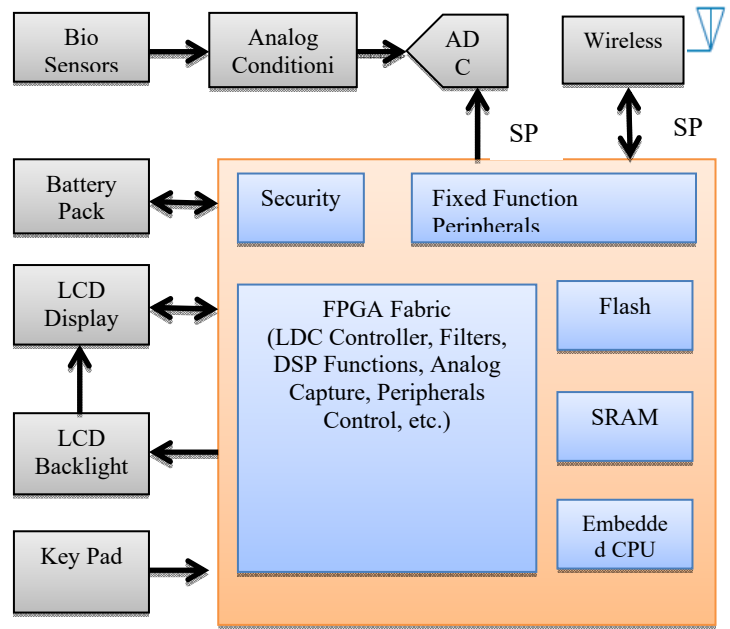 Bio
Sensors
Analog
Conditioni
AD
C
Wireless
SP
SP
Battery
Pack
Security
Fixed Function
Peripherals
LCD
Display
FPGA Fabric
(LDC Controller, Filters,
DSP Functions, Analog
Capture, Peripherals
Control, etc.)
Flash
SRAM
LCD
Backlight
Embedde
d CPU
Key Pad